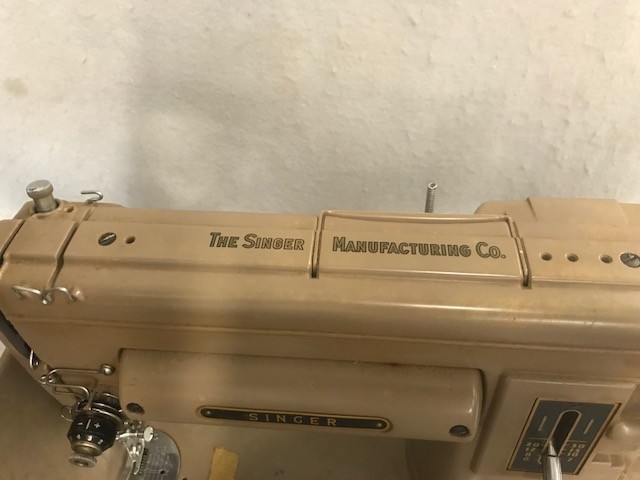 THE SINGER MANUFACTURING CO.
SINGER